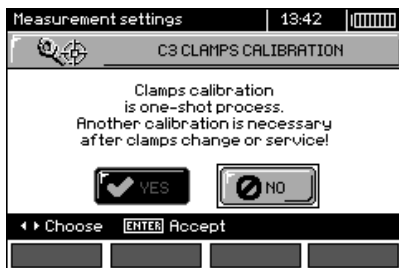 Measurement settings 13:42
C3 CLAMPS CALIBRATION
Clamps calibration
is one-shot process.
Another calibration is necessary
after clamps change or service!
YES NO
Choose ENTER Accept